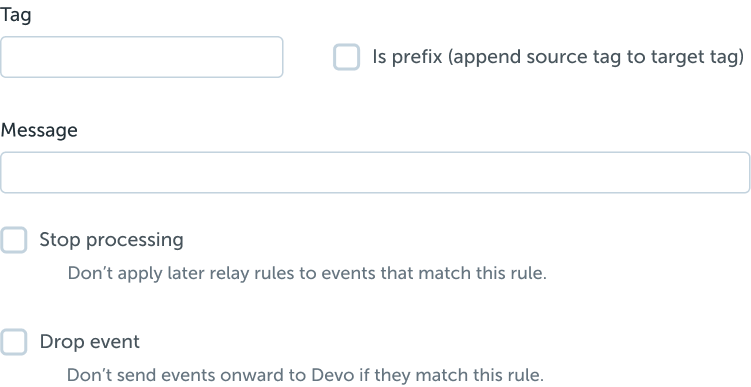 Tag
Is prefix (append source tag to target tag)
Message
Stop processing
Don’t apply later relay rules to events that match this rule.
Drop event
Don’t send events onward to Devo if they match this rule.